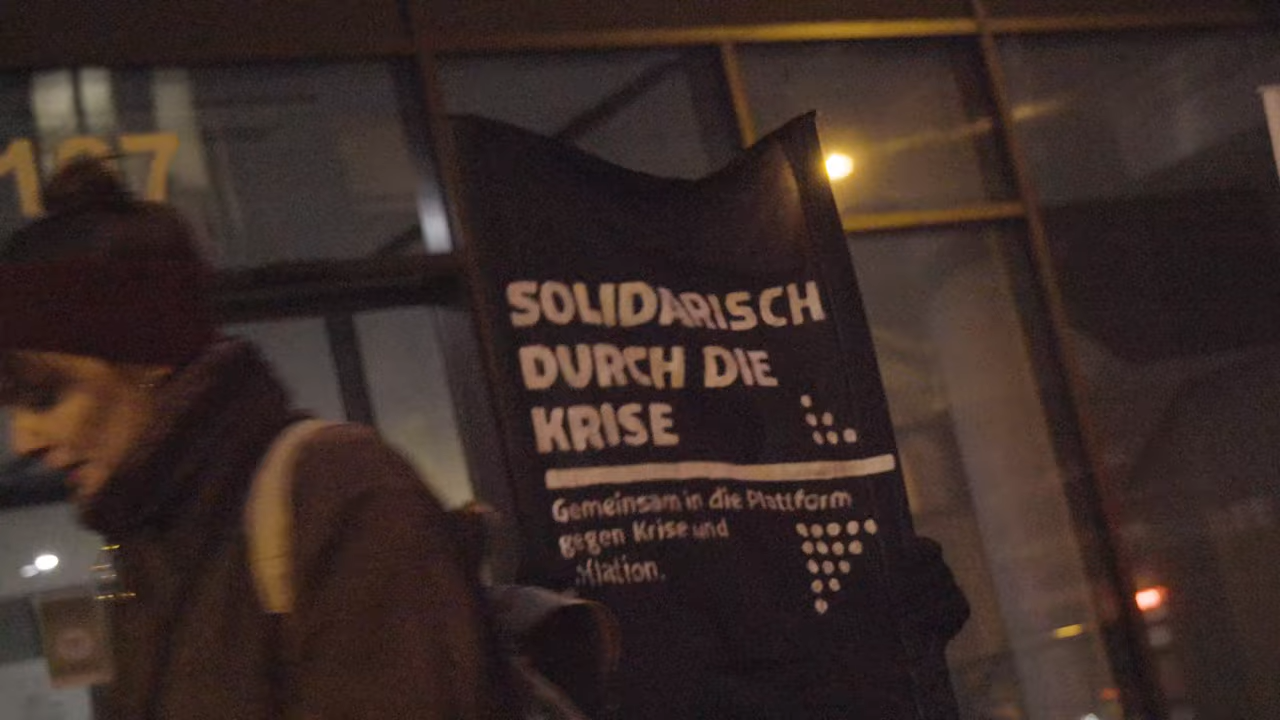 SOLIDARISCH
DURCH DIE
KRISE
Gemeinsam in die Plattform
gegen Krise und